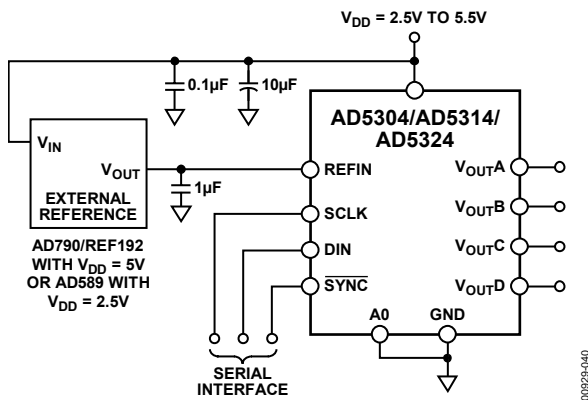 V_DD = 2.5V TO 5.5V
0.1µF
10µF
AD5304/AD5314/
AD5324
V_IN
V_OUT
EXTERNAL
REFERENCE
1µF
REFIN
SCLK
DIN
SYNC
V_OUTA
V_OUTB
V_OUTC
V_OUTD
A0
GND
AD790/REF192
WITH V_DD = 5V
OR AD589 WITH
V_DD = 2.5V
SERIAL
INTERFACE
00929-040